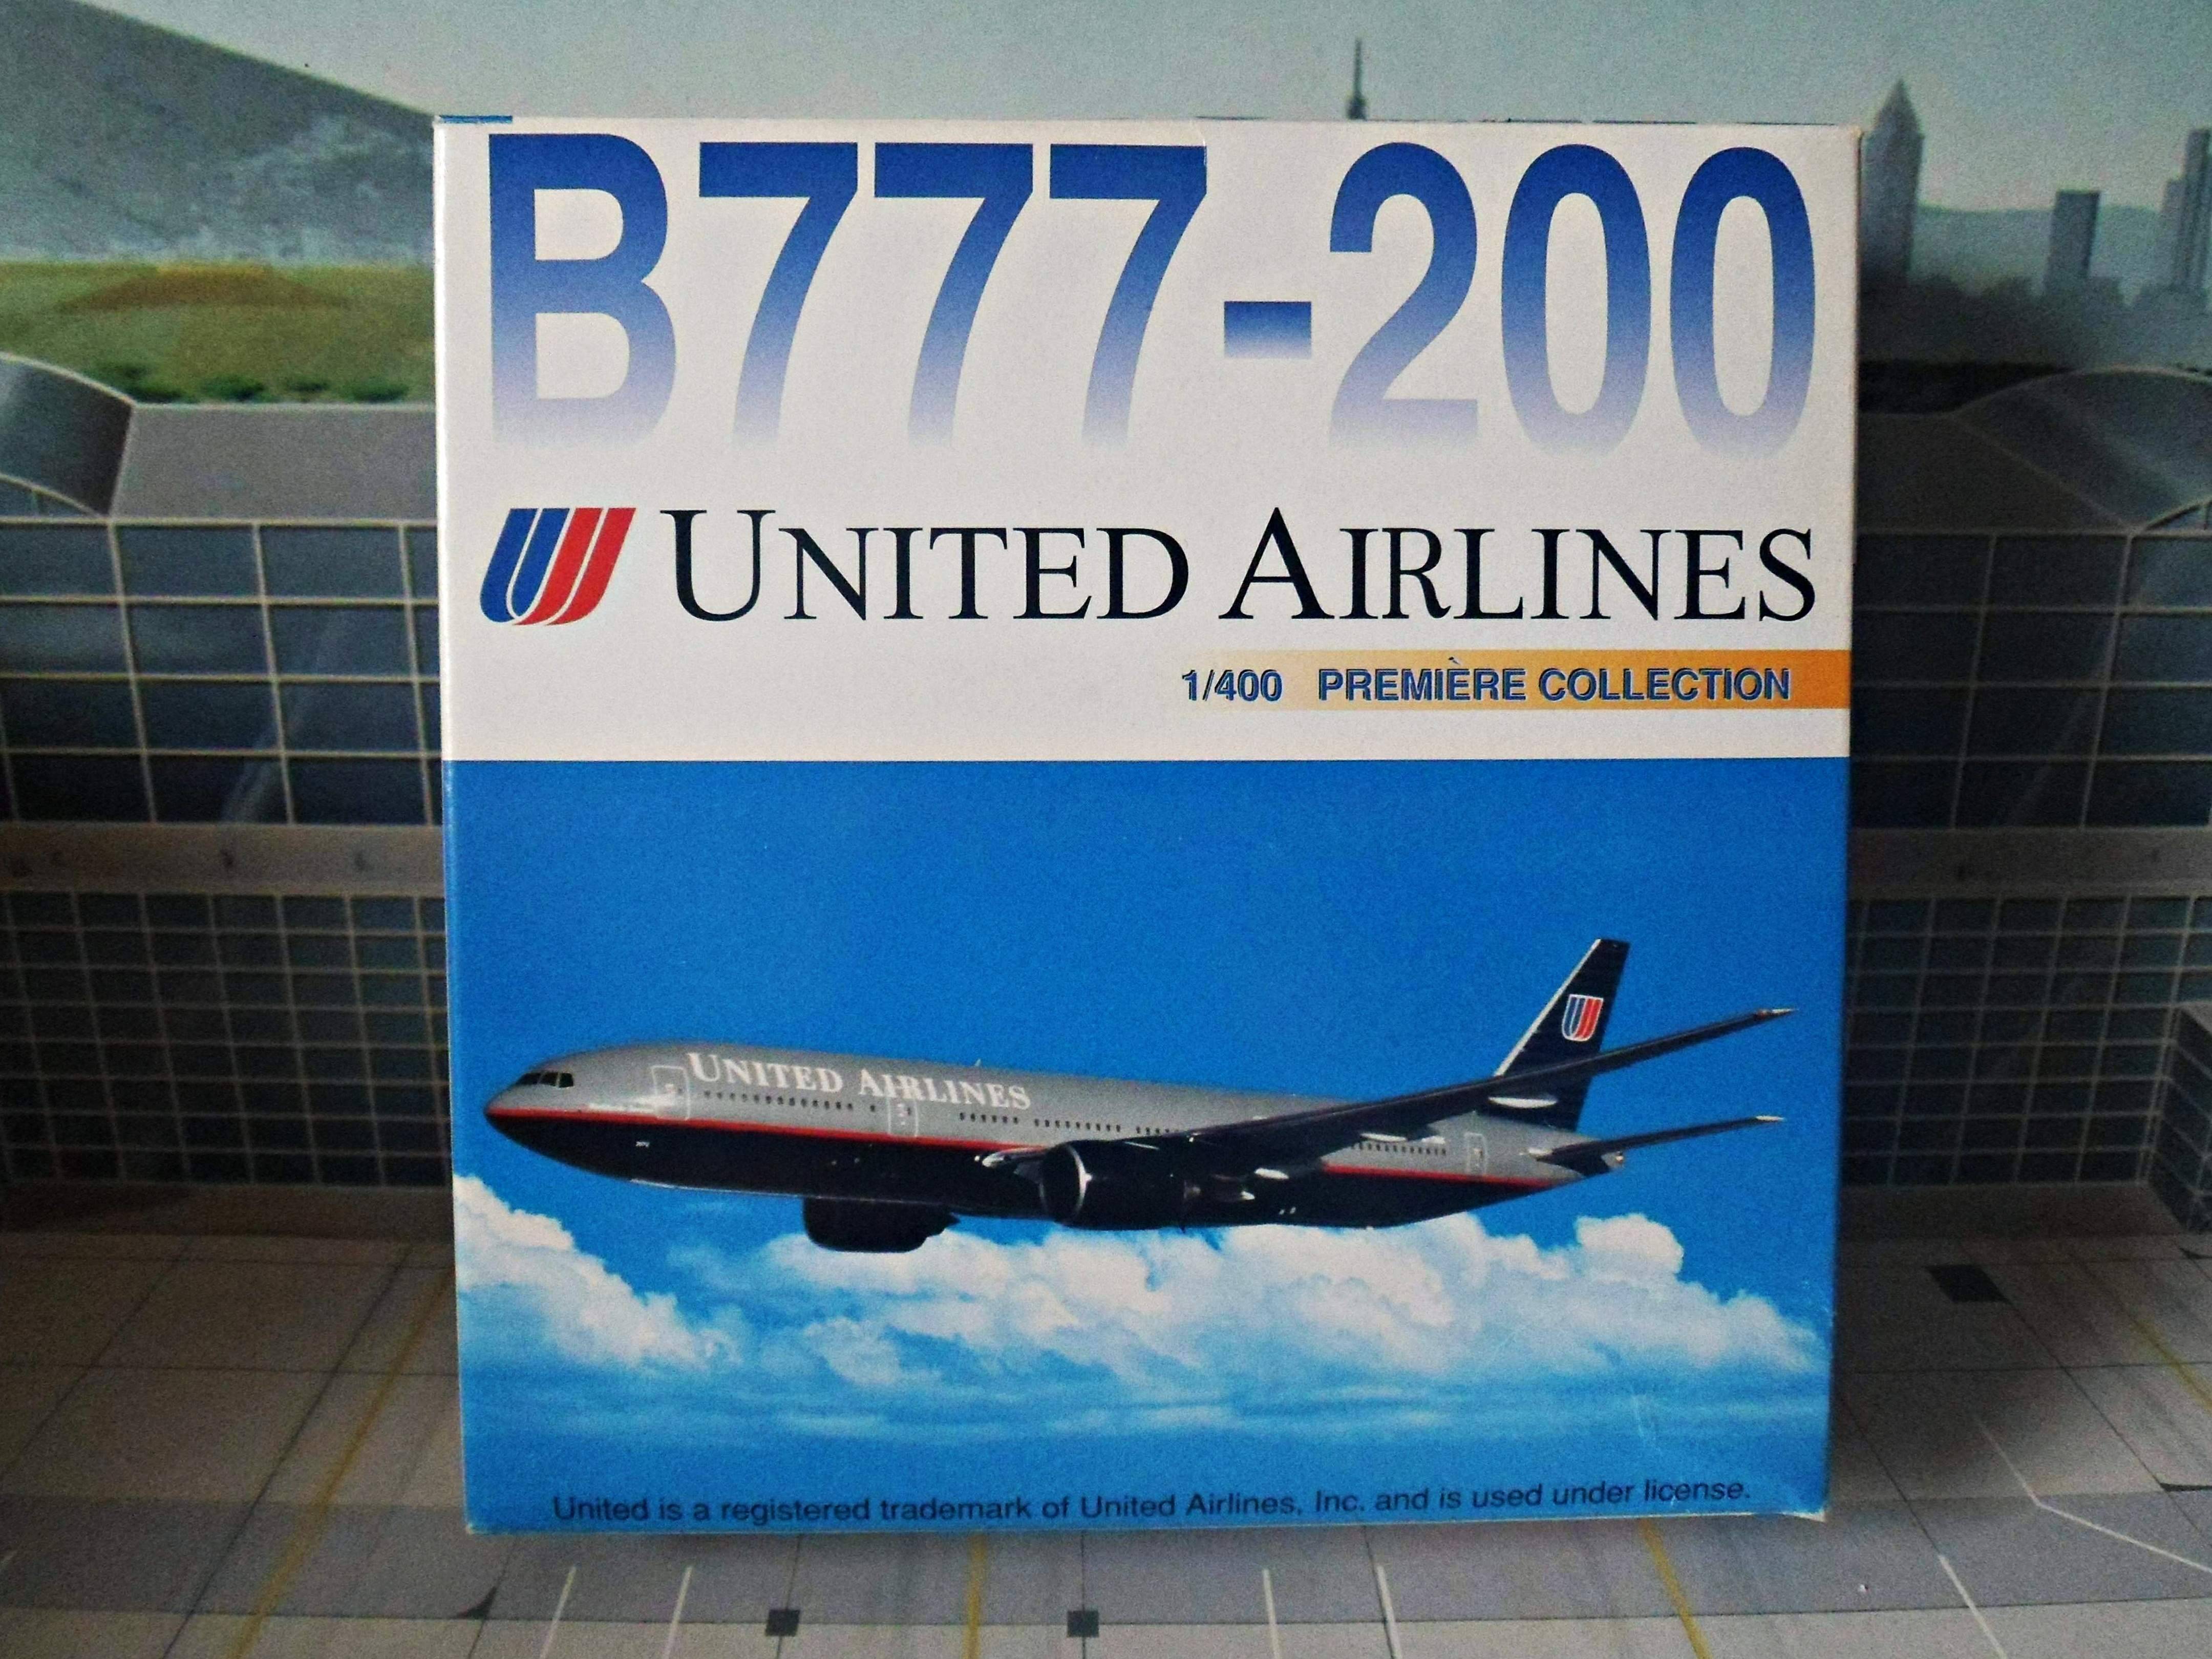 B777-200
UNITED AIRLINES
1/400 PREMIÈRE COLLECTION
UNITED AIRLINES
United is a registered trademark of United Airlines, Inc. and is used under license.